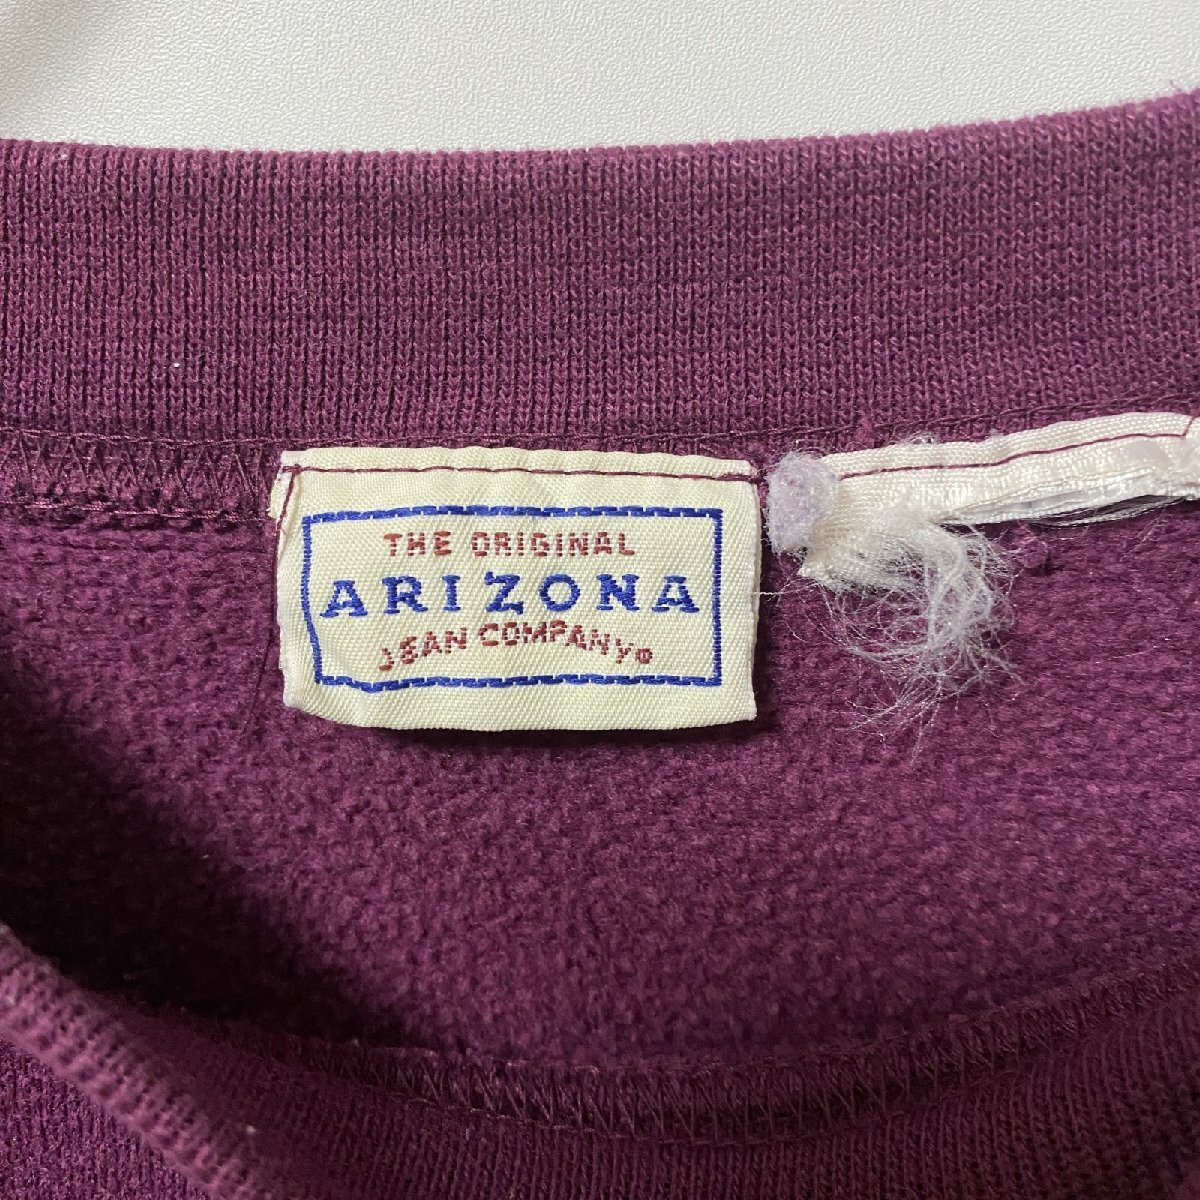 THE ORIGINAL
ARIZONA
JEAN COMPANY®